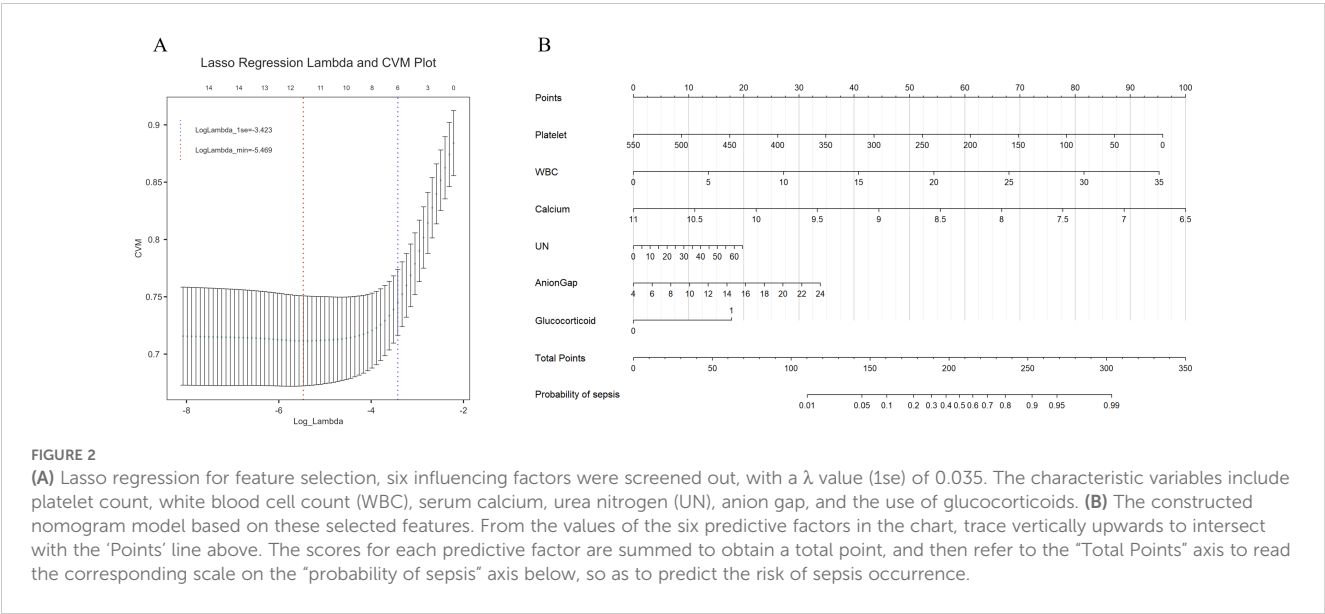 A
Lasso Regression Lambda and CVM Plot
14 14 13 12 11 10 8 6 3 0
LogLambda_1se=-3.423
LogLambda_min=-5.469
0.9
0.85
0.8
0.75
0.7
CVM
-8 -6 -4 -2
Log_Lambda
B
Points
0 10 20 30 40 50 60 70 80 90 100
Platelet
550 500 450 400 350 300 250 200 150 100 50 0
WBC
0 5 10 15 20 25 30 35
Calcium
11 10.5 10 9.5 9 8.5 8 7.5 7 6.5
UN
0 10 20 30 40 50 60
AnionGap
4 6 8 10 12 14 16 18 20 22 24
Glucocorticoid
1
0
Total Points
0 50 100 150 200 250 300 350
Probability of sepsis
0.01 0.05 0.1 0.2 0.3 0.4 0.5 0.6 0.7 0.8 0.9 0.95 0.99
FIGURE 2
(A) Lasso regression for feature selection, six influencing factors were screened out, with a λ value (1se) of 0.035. The characteristic variables include
platelet count, white blood cell count (WBC), serum calcium, urea nitrogen (UN), anion gap, and the use of glucocorticoids. (B) The constructed
nomogram model based on these selected features. From the values of the six predictive factors in the chart, trace vertically upwards to intersect
with the ‘Points’ line above. The scores for each predictive factor are summed to obtain a total point, and then refer to the “Total Points” axis to read
the corresponding scale on the “probability of sepsis” axis below, so as to predict the risk of sepsis occurrence.